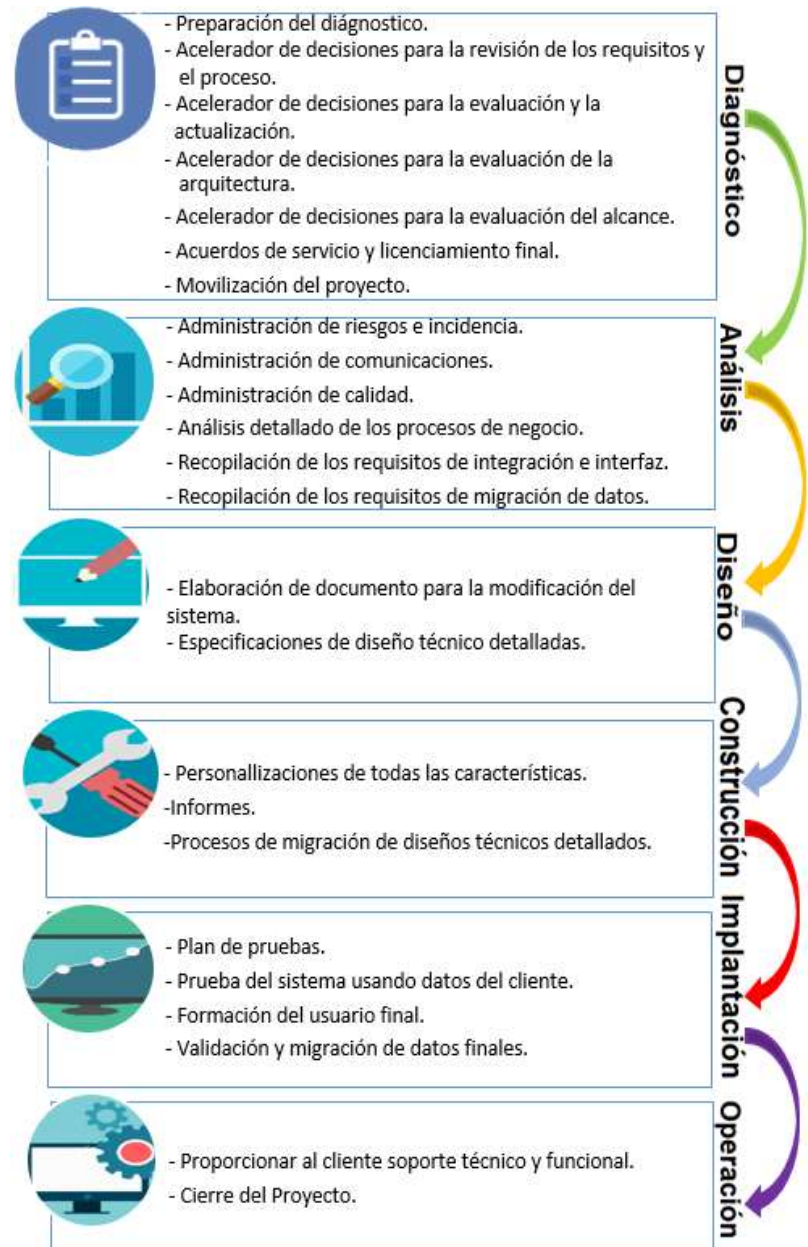 - Preparación del diágnostico.
- Acelerador de decisiones para la revisión de los requisitos y
el proceso.
- Acelerador de decisiones para la evaluación y la
actualización.
- Acelerador de decisiones para la evaluación de la
arquitectura.
- Acelerador de decisiones para la evaluación del alcance.
- Acuerdos de servicio y licenciamiento final.
- Movilización del proyecto.
Diagnóstico
- Administración de riesgos e incidencia.
- Administración de comunicaciones.
- Administración de calidad.
- Análisis detallado de los procesos de negocio.
- Recopilación de los requisitos de integración e interfaz.
- Recopilación de los requisitos de migración de datos.
Análisis
- Elaboración de documento para la modificación del
sistema.
- Especificaciones de diseño técnico detalladas.
Diseño
- Personallizaciones de todas las características.
-Informes.
-Procesos de migración de diseños técnicos detallados.
Construcción
- Plan de pruebas.
- Prueba del sistema usando datos del cliente.
- Formación del usuario final.
- Validación y migración de datos finales.
Implantación
- Proporcionar al cliente soporte técnico y funcional.
- Cierre del Proyecto.
Operación